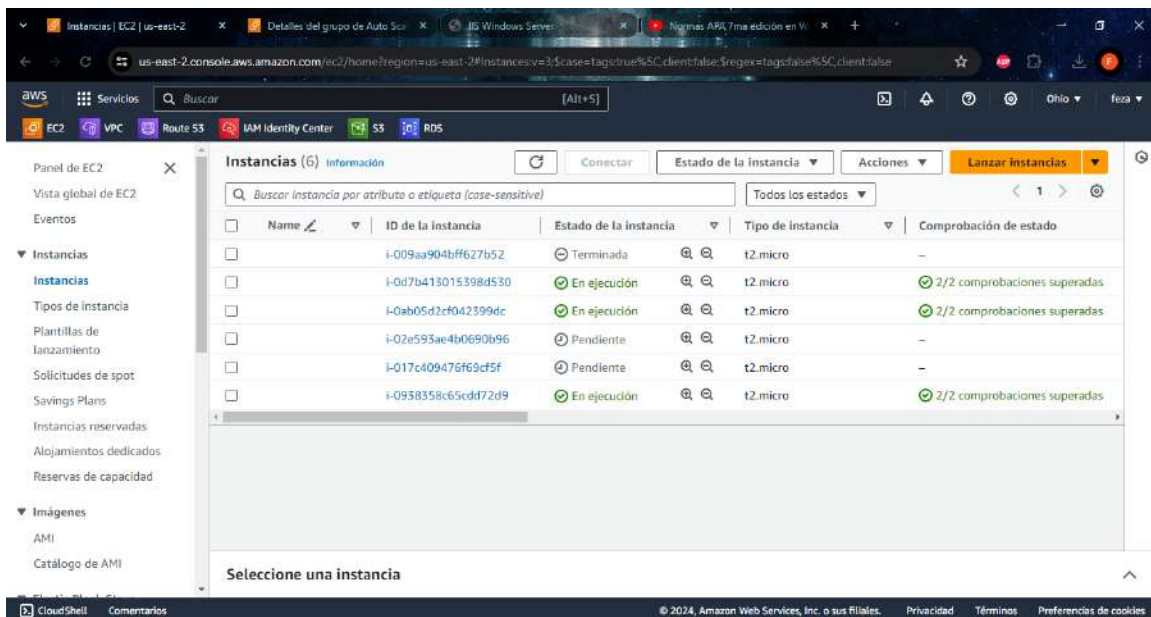 Instances | EC2 | us-east-2
Detalles del grupo de Auto Sca
IIS Windows Server
Normas APA 7ma edición en W
us-east-2.console.aws.amazon.com/ec2/home?region=us-east-2#Instances:v=3;$case=tags:true%5C,client:false;$regex=tags:false%5C,client:false
aws
Servicios
Buscar
[Alt+S]
Ohio
feza
EC2
VPC
Route 53
IAM Identity Center
S3
RDS
Panel de EC2
Vista global de EC2
Eventos
Instancias
Instancias
Tipos de instancia
Plantillas de
lanzamiento
Solicitudes de spot
Savings Plans
Instancias reservadas
Alojamientos dedicados
Reservas de capacidad
Imágenes
AMI
Catálogo de AMI
Instancias (6) Información
Conectar
Estado de la instancia
Acciones
Lanzar instancias
Buscar instancia por atributo o etiqueta (case-sensitive)
Todos los estados
1
Name ID de la instancia Estado de la instancia Tipo de instancia Comprobación de estado
i-009aa904bff627b52 Terminada t2.micro –
i-0d7b413015398d530 En ejecución t2.micro 2/2 comprobaciones superadas
i-0ab05d2cf042399dc En ejecución t2.micro 2/2 comprobaciones superadas
i-02e593ae4b0690b96 Pendiente t2.micro –
i-017c409476f69cf5f Pendiente t2.micro –
i-0938358c65cdd72d9 En ejecución t2.micro 2/2 comprobaciones superadas
Seleccione una instancia
CloudShell
Comentarios
© 2024, Amazon Web Services, Inc. o sus filiales.
Privacidad
Términos
Preferencias de cookies